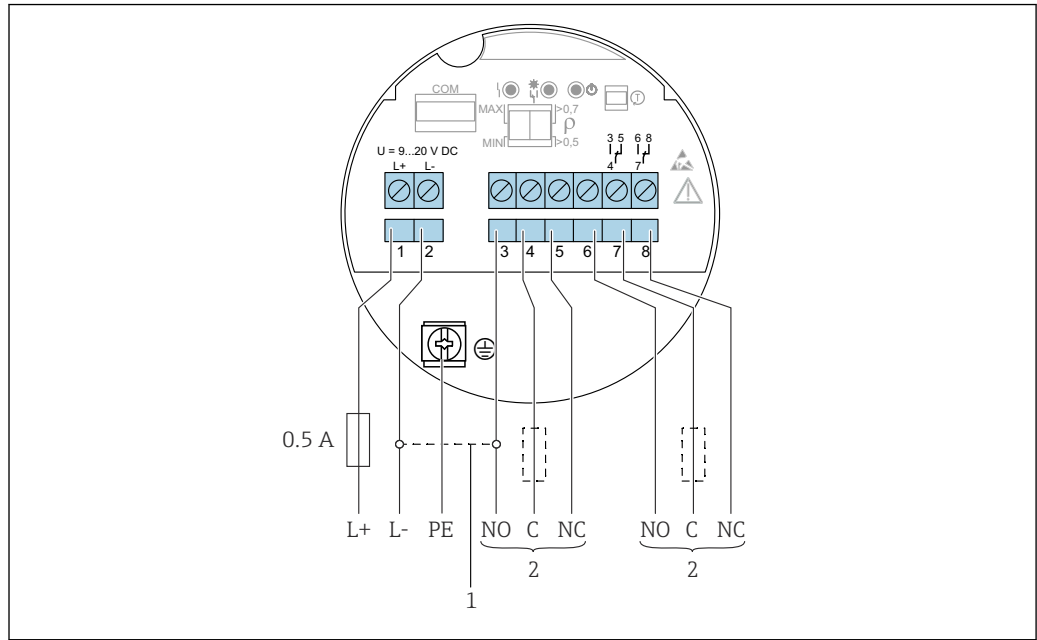 COM
MAX >0,7
ρ
MIN >0,5
3 5 6 8
4 7
U = 9...20 V DC
L+ L-
1 2 3 4 5 6 7 8
0.5 A
L+ L- PE NO C NC NO C NC
2 2
1